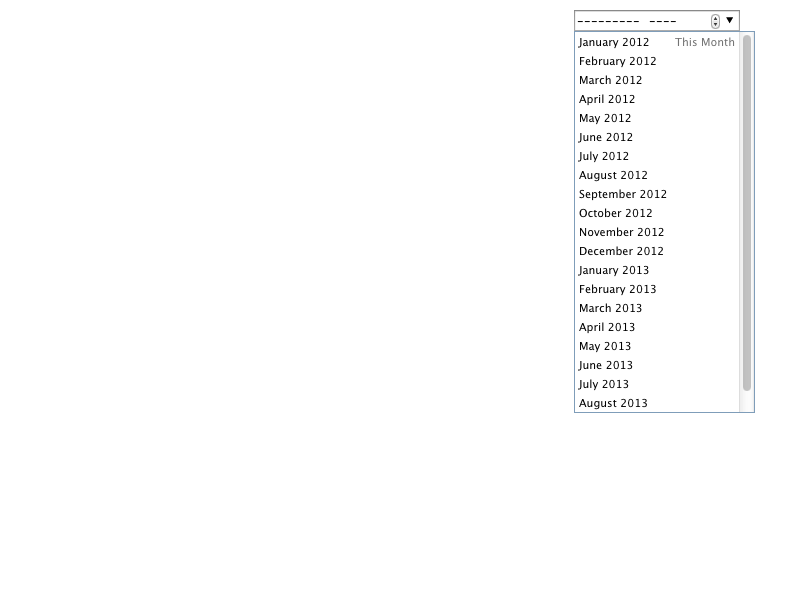 --------- ----
January 2012 This Month
February 2012
March 2012
April 2012
May 2012
June 2012
July 2012
August 2012
September 2012
October 2012
November 2012
December 2012
January 2013
February 2013
March 2013
April 2013
May 2013
June 2013
July 2013
August 2013